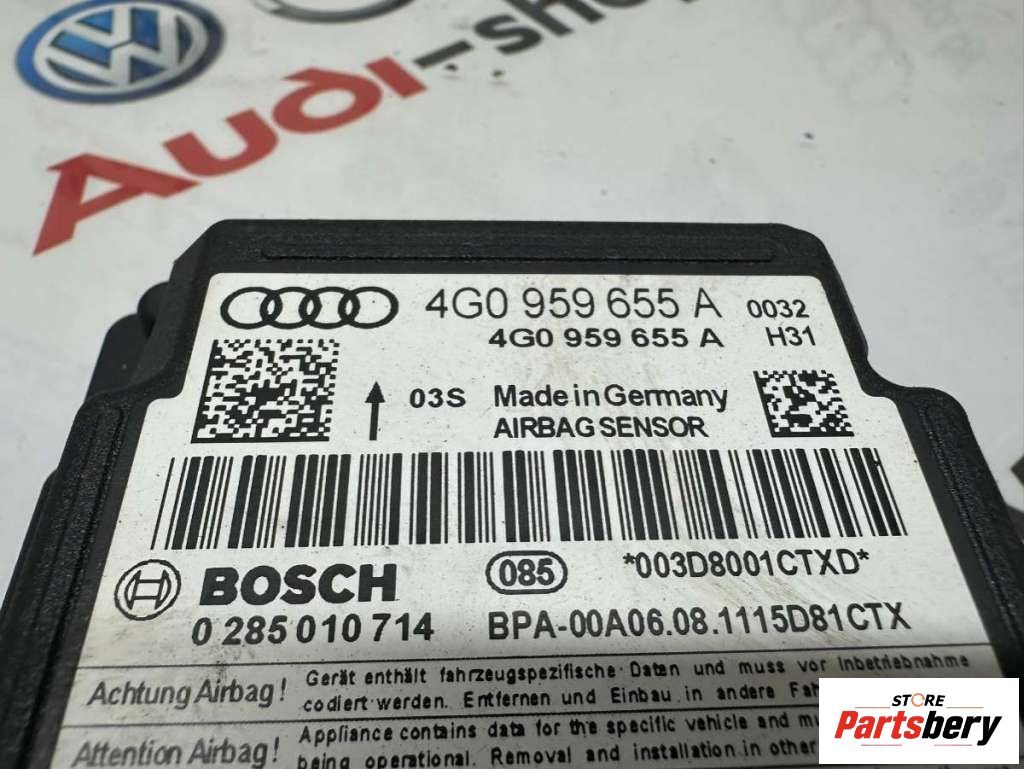 AUDI-shop
4G0 959 655 A 0032
4G0 959 655 A H31
03S Made in Germany
AIRBAG SENSOR
BOSCH 085 *003D8001CTXD*
0 285 010 714 BPA-00A06.08.1115D81CTX
Achtung Airbag! Gerät enthält fahrzeugspezifische Daten und muss vor Inbetriebnahme
codiert werden. Entfernen und Einbau in andere
Attention Airbag! Appliance contains data for the specific vehicle and
being operational. Removal and installation in other
STORE
Partsbery